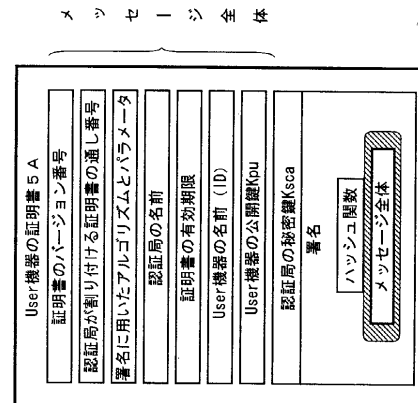 User機器の証明書5A
証明書のバージョン番号
認証局が割り付ける証明書の通し番号
署名に用いたアルゴリズムとパラメータ
認証局の名前
証明書の有効期限
User機器の名前(ID)
User機器の公開鍵Kpu
メッセージ全体
認証局の秘密鍵Ksca
署名
ハッシュ関数
メッセージ全体